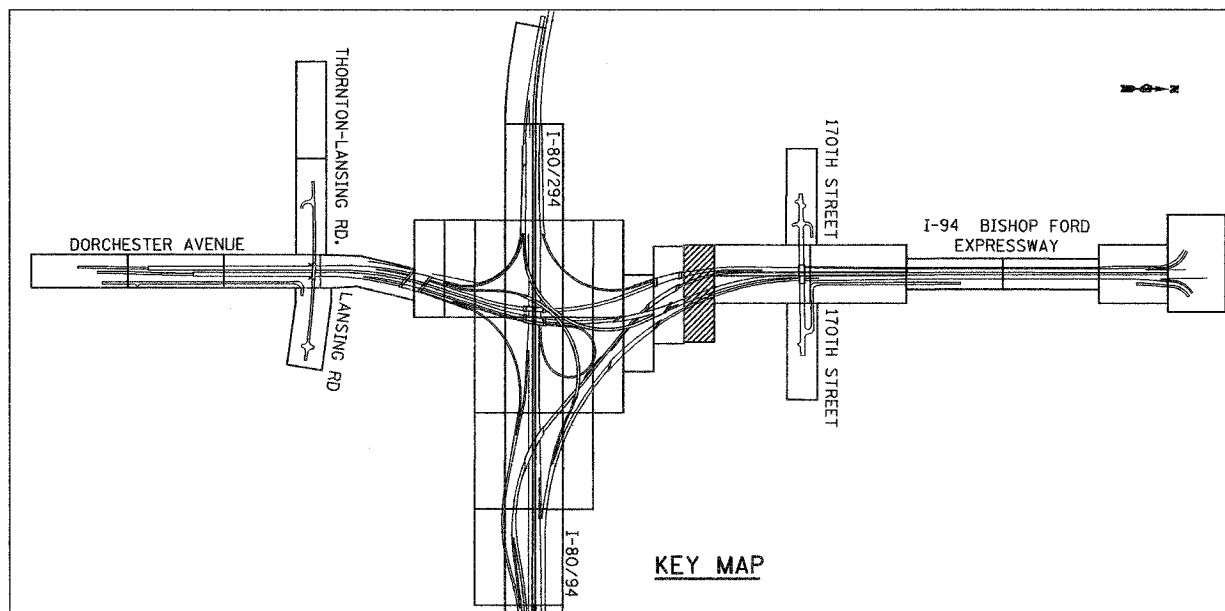 THORNTON-LANSING RD.
I-80/294
170TH STREET
N
I-94 BISHOP FORD
EXPRESSWAY
DORCHESTER AVENUE
LANSING RD
170TH STREET
I-80/94
KEY MAP